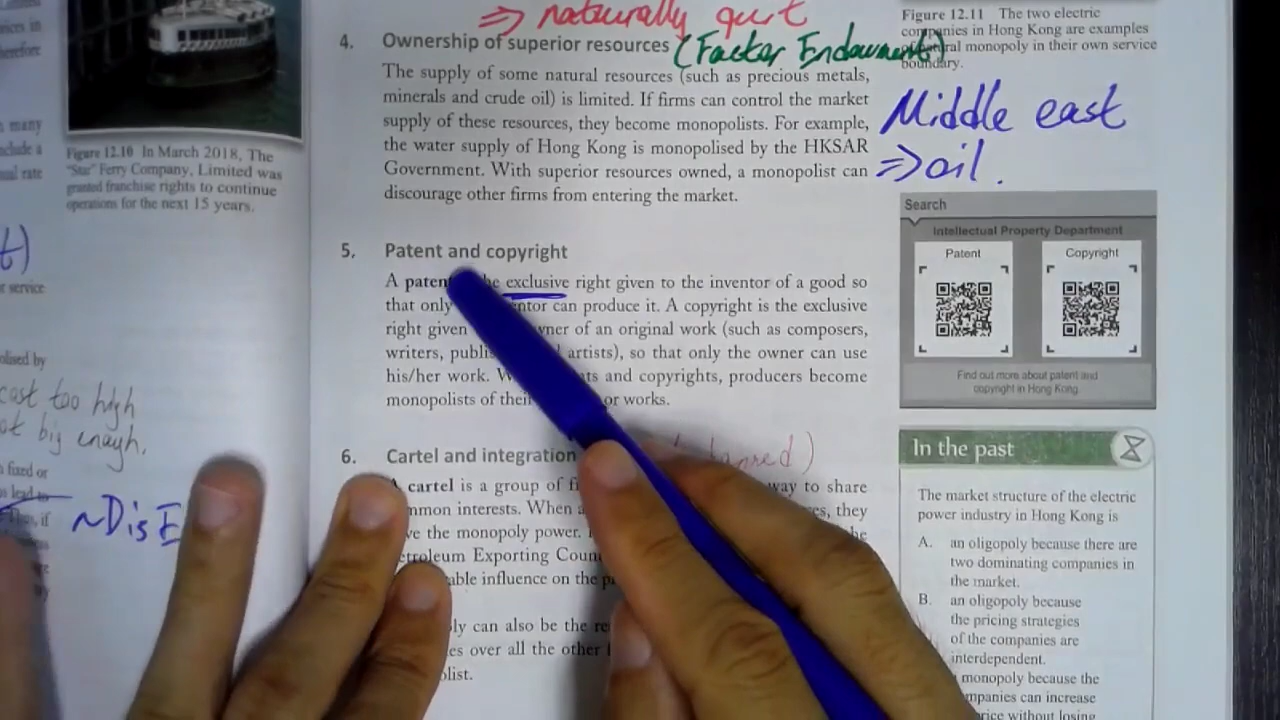 => naturally quit
4. Ownership of superior resources (Factor Endowment)
The supply of some natural resources (such as precious metals,
minerals and crude oil) is limited. If firms can control the market
supply of these resources, they become monopolists. For example,
the water supply of Hong Kong is monopolised by the HKSAR
Government. With superior resources owned, a monopolist can
discourage other firms from entering the market.
5. Patent and copyright
A patent the exclusive right given to the inventor of a good so
that only can produce it. A copyright is the exclusive
right given owner of an original work (such as composers,
writers, artists), so that only the owner can use
his/her work. and copyrights, producers become
monopolists of their or works.
6. Cartel and integration
A cartel is a group of way to share
common interests. When they
the monopoly power.
Petroleum Exporting
influence on the
can also be the
over all the other
Figure 12.10 In March 2018, The
"Star" Ferry Company, Limited was
granted franchise rights to continue
operations for the next 15 years.
service
cost too high
big enough.
fixed or
~DisE
Figure 12.11 The two electric
companies in Hong Kong are examples
natural monopoly in their own service
boundary.
Middle east
=> oil.
Search
Intellectual Property Department
Patent
Copyright
Find out more about patent and
copyright in Hong Kong
In the past
The market structure of the electric
power industry in Hong Kong is
A. an oligopoly because there are
two dominating companies in
the market.
B. an oligopoly because
the pricing strategies
of the companies are
interdependent.
monopoly because the
companies can increase
price without losing